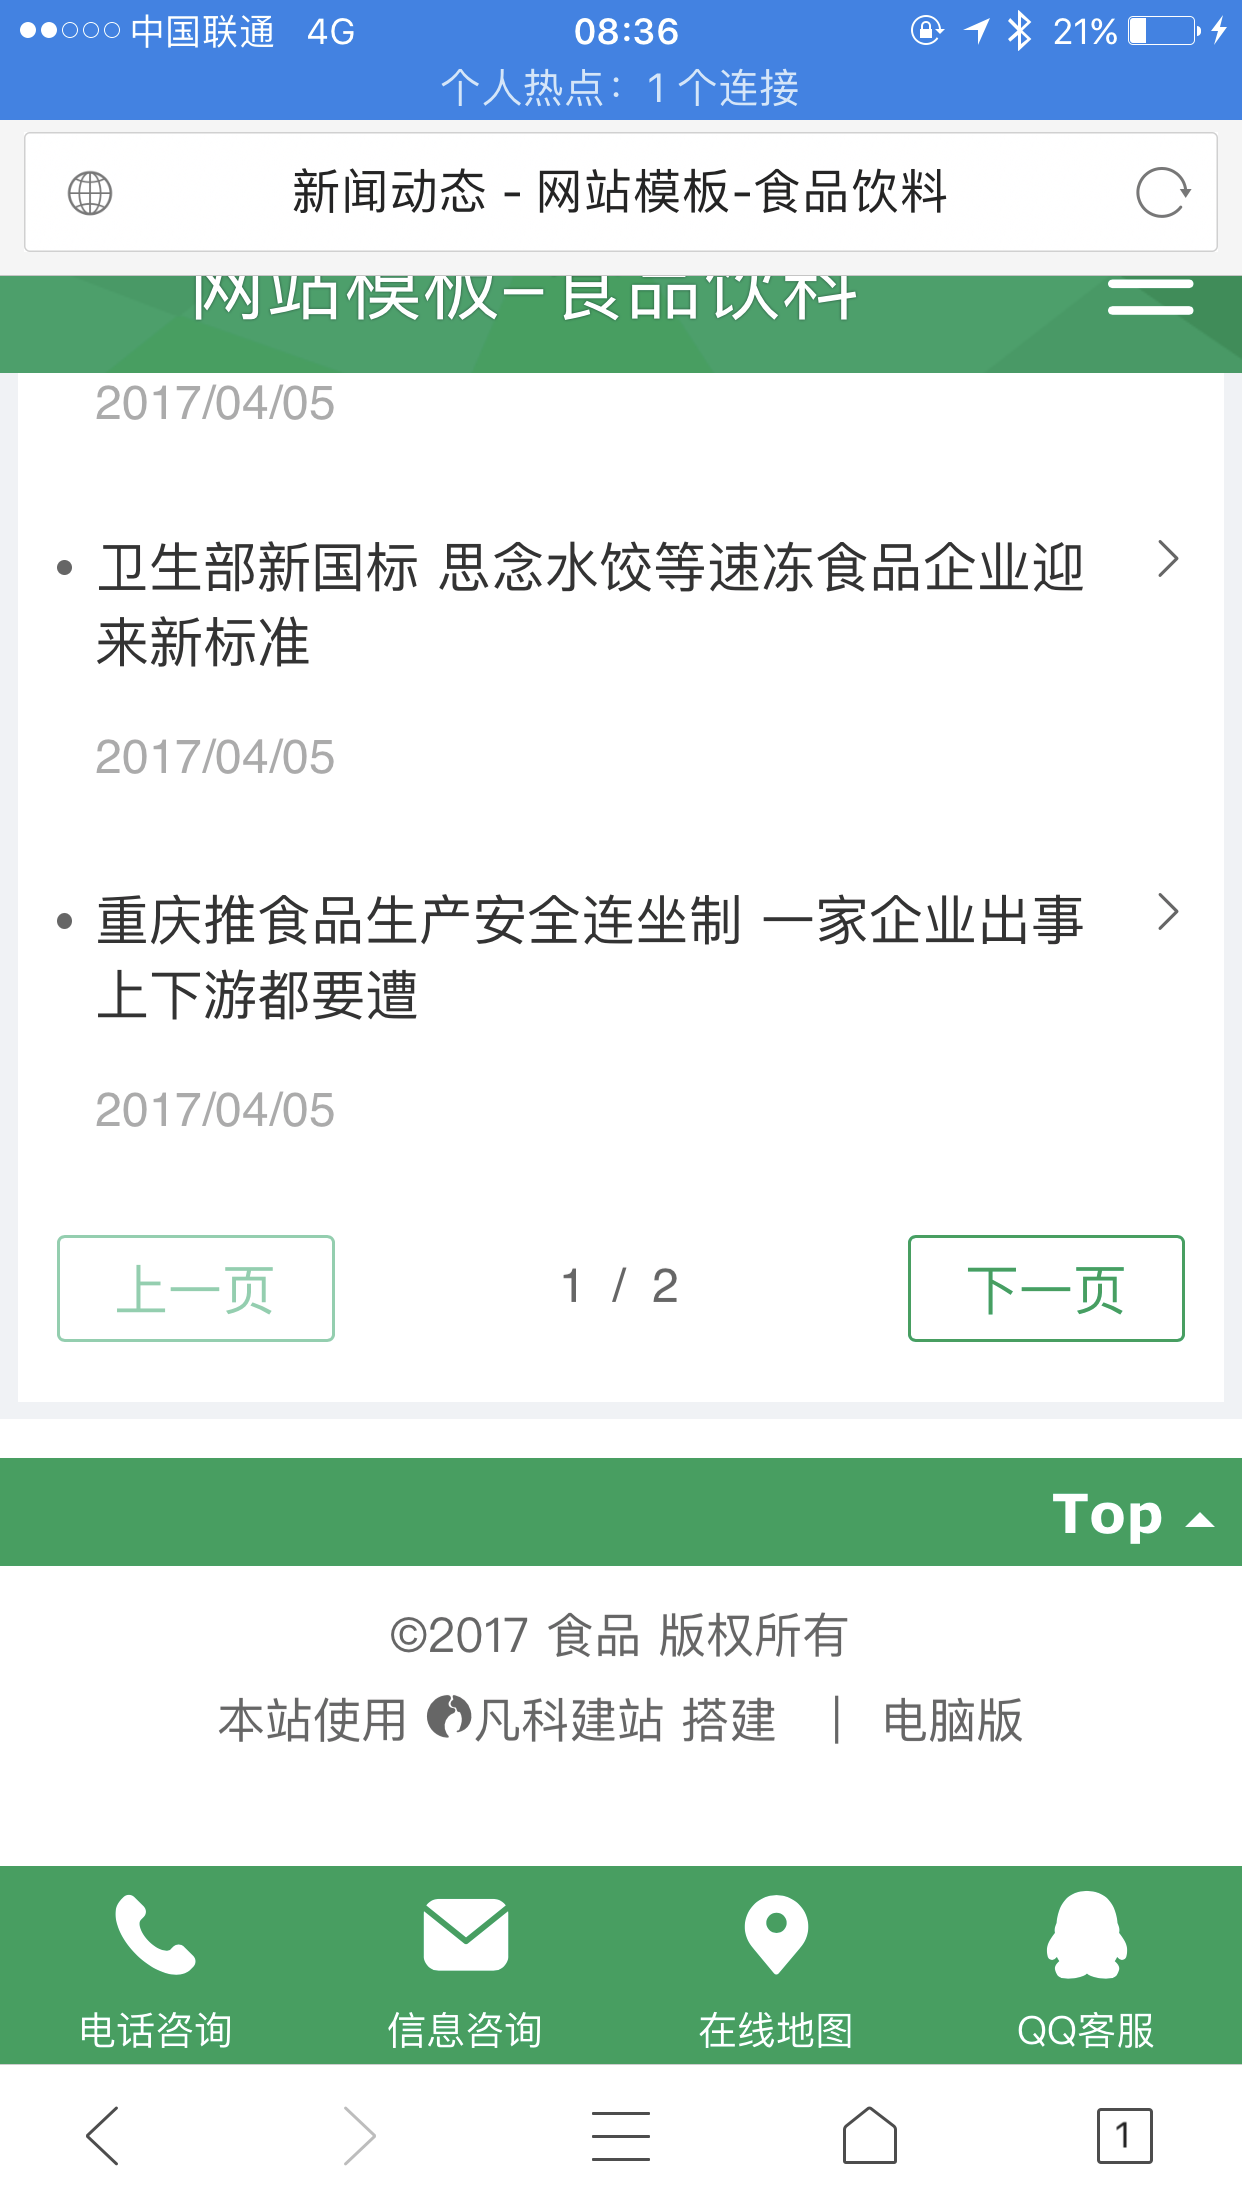 中国联通 4G 08:36 21%
个人热点：1 个连接
新闻动态 - 网站模板-食品饮料
网站模板-食品饮料
2017/04/05
卫生部新国标 思念水饺等速冻食品企业迎
来新标准
2017/04/05
重庆推食品生产安全连坐制 一家企业出事
上下游都要遭
2017/04/05
上一页 1 / 2 下一页
Top
©2017 食品 版权所有
本站使用 凡科建站 搭建 | 电脑版
电话咨询 信息咨询 在线地图 QQ客服
1